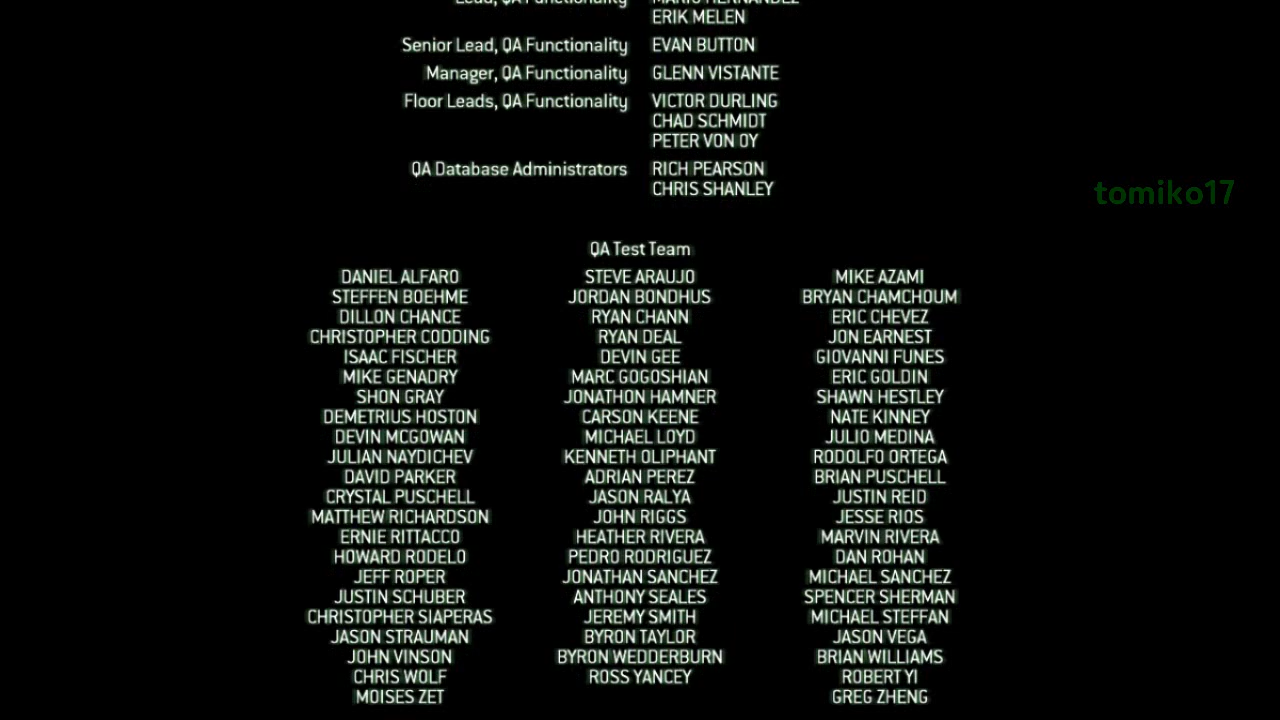 Lead, QA Functionality MARIO HERNANDEZ
ERIK MELEN
Senior Lead, QA Functionality EVAN BUTTON
Manager, QA Functionality GLENN VISTANTE
Floor Leads, QA Functionality VICTOR DURLING
CHAD SCHMIDT
PETER VON OY
QA Database Administrators RICH PEARSON
CHRIS SHANLEY
tomiko17
QA Test Team
DANIEL ALFARO STEVE ARAUJO MIKE AZAMI
STEFFEN BOEHME JORDAN BONDHUS BRYAN CHAMCHOUM
DILLON CHANCE RYAN CHANN ERIC CHEVEZ
CHRISTOPHER CODDING RYAN DEAL JON EARNEST
ISAAC FISCHER DEVIN GEE GIOVANNI FUNES
MIKE GENADRY MARC GOGOSHIAN ERIC GOLDIN
SHON GRAY JONATHON HAMNER SHAWN HESTLEY
DEMETRIUS HOSTON CARSON KEENE NATE KINNEY
DEVIN MCGOWAN MICHAEL LOYD JULIO MEDINA
JULIAN NAYDICHEV KENNETH OLIPHANT RODOLFO ORTEGA
DAVID PARKER ADRIAN PEREZ BRIAN PUSCHELL
CRYSTAL PUSCHELL JASON RALYA JUSTIN REID
MATTHEW RICHARDSON JOHN RIGGS JESSE RIOS
ERNIE RITTACCO HEATHER RIVERA MARVIN RIVERA
HOWARD RODELO PEDRO RODRIGUEZ DAN ROHAN
JEFF ROPER JONATHAN SANCHEZ MICHAEL SANCHEZ
JUSTIN SCHUBER ANTHONY SEALES SPENCER SHERMAN
CHRISTOPHER SIAPERAS JEREMY SMITH MICHAEL STEFFAN
JASON STRAUMAN BYRON TAYLOR JASON VEGA
JOHN VINSON BYRON WEDDERBURN BRIAN WILLIAMS
CHRIS WOLF ROSS YANCEY ROBERT YI
MOISES ZET GREG ZHENG